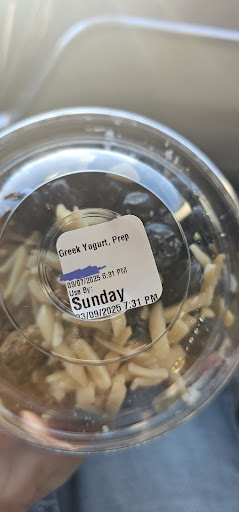 Greek Yogurt, Prep
03/07/2025 6:31 PM
Use By:
Sunday
03/09/2025 7:31 PM